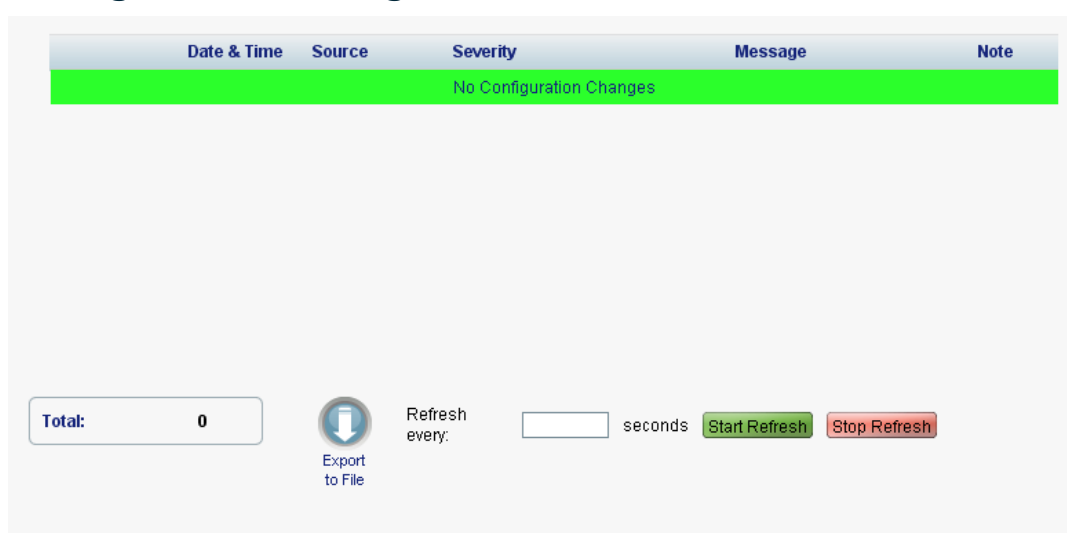 Date & Time Source Severity Message Note
No Configuration Changes
Total: 0
Refresh
every: seconds Start Refresh Stop Refresh
Export
to File